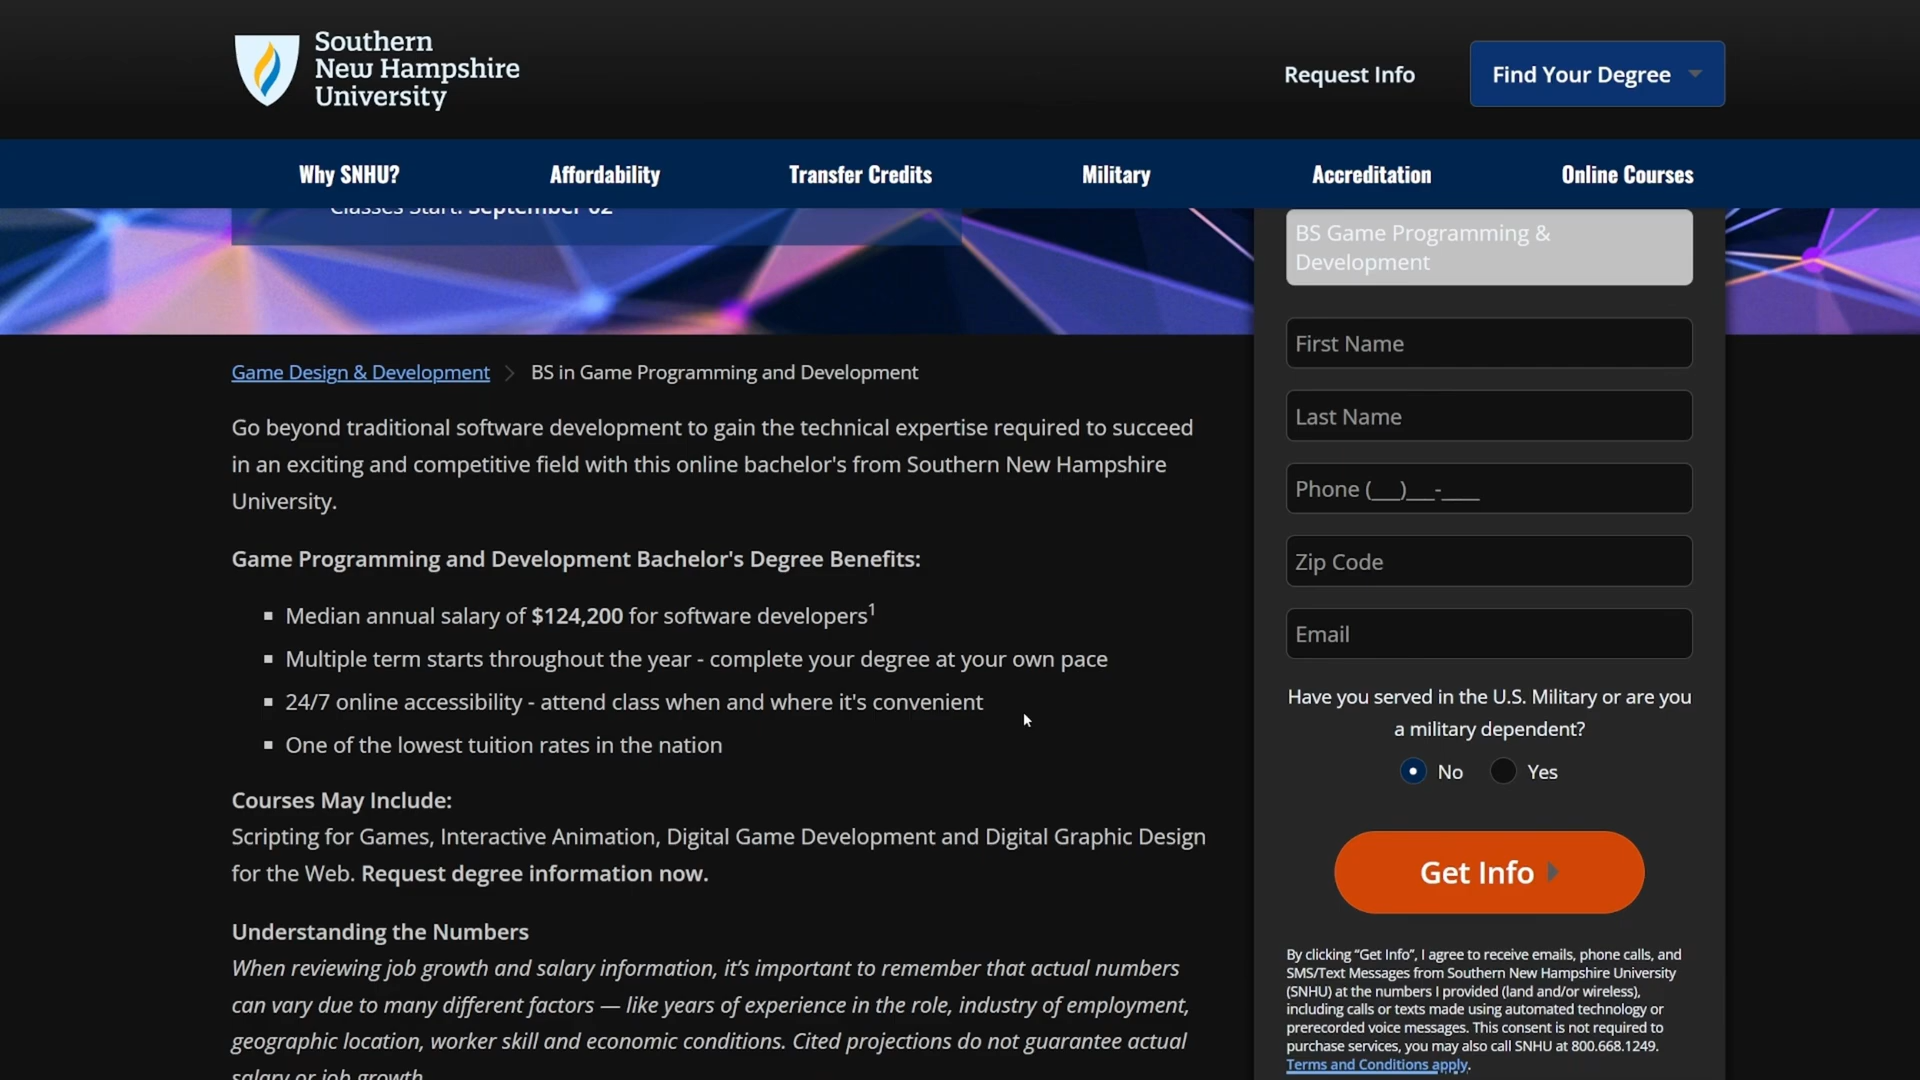 Southern
New Hampshire
University
Request Info
Find Your Degree
Why SNHU?
Affordability
Transfer Credits
Military
Accreditation
Online Courses
Classes Start: September 02
BS Game Programming &
Development
First Name
Last Name
Phone (___)___-____
Zip Code
Email
Have you served in the U.S. Military or are you
a military dependent?
No
Yes
Get Info
By clicking “Get Info”, I agree to receive emails, phone calls, and
SMS/Text Messages from Southern New Hampshire University
(SNHU) at the numbers I provided (land and/or wireless),
including calls or texts made using automated technology or
prerecorded voice messages. This consent is not required to
purchase services, you may also call SNHU at 800.668.1249.
Terms and Conditions apply.
Game Design & Development
BS in Game Programming and Development
Go beyond traditional software development to gain the technical expertise required to succeed
in an exciting and competitive field with this online bachelor's from Southern New Hampshire
University.
Game Programming and Development Bachelor's Degree Benefits:
Median annual salary of $124,200 for software developers1
Multiple term starts throughout the year - complete your degree at your own pace
24/7 online accessibility - attend class when and where it's convenient
One of the lowest tuition rates in the nation
Courses May Include:
Scripting for Games, Interactive Animation, Digital Game Development and Digital Graphic Design
for the Web. Request degree information now.
Understanding the Numbers
When reviewing job growth and salary information, it’s important to remember that actual numbers
can vary due to many different factors — like years of experience in the role, industry of employment,
geographic location, worker skill and economic conditions. Cited projections do not guarantee actual
salary or job growth.